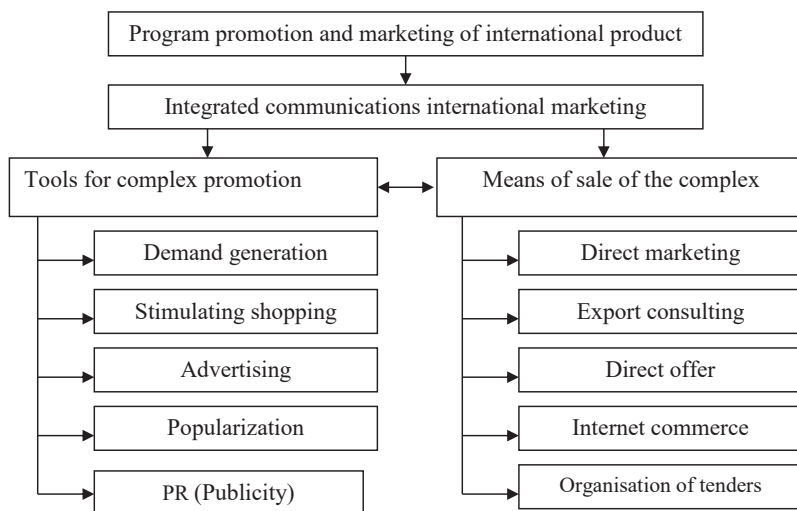 Program promotion and marketing of international product
Integrated communications international marketing
Tools for complex promotion
Means of sale of the complex
Demand generation
Stimulating shopping
Advertising
Popularization
PR (Publicity)
Direct marketing
Export consulting
Direct offer
Internet commerce
Organisation of tenders